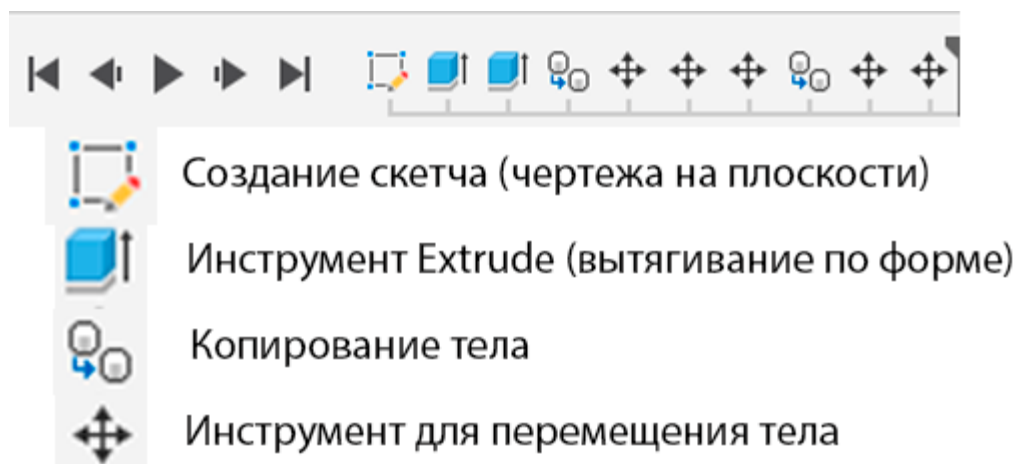 Создание скетча (чертежа на плоскости)
Инструмент Extrude (вытягивание по форме)
Копирование тела
Инструмент для перемещения тела